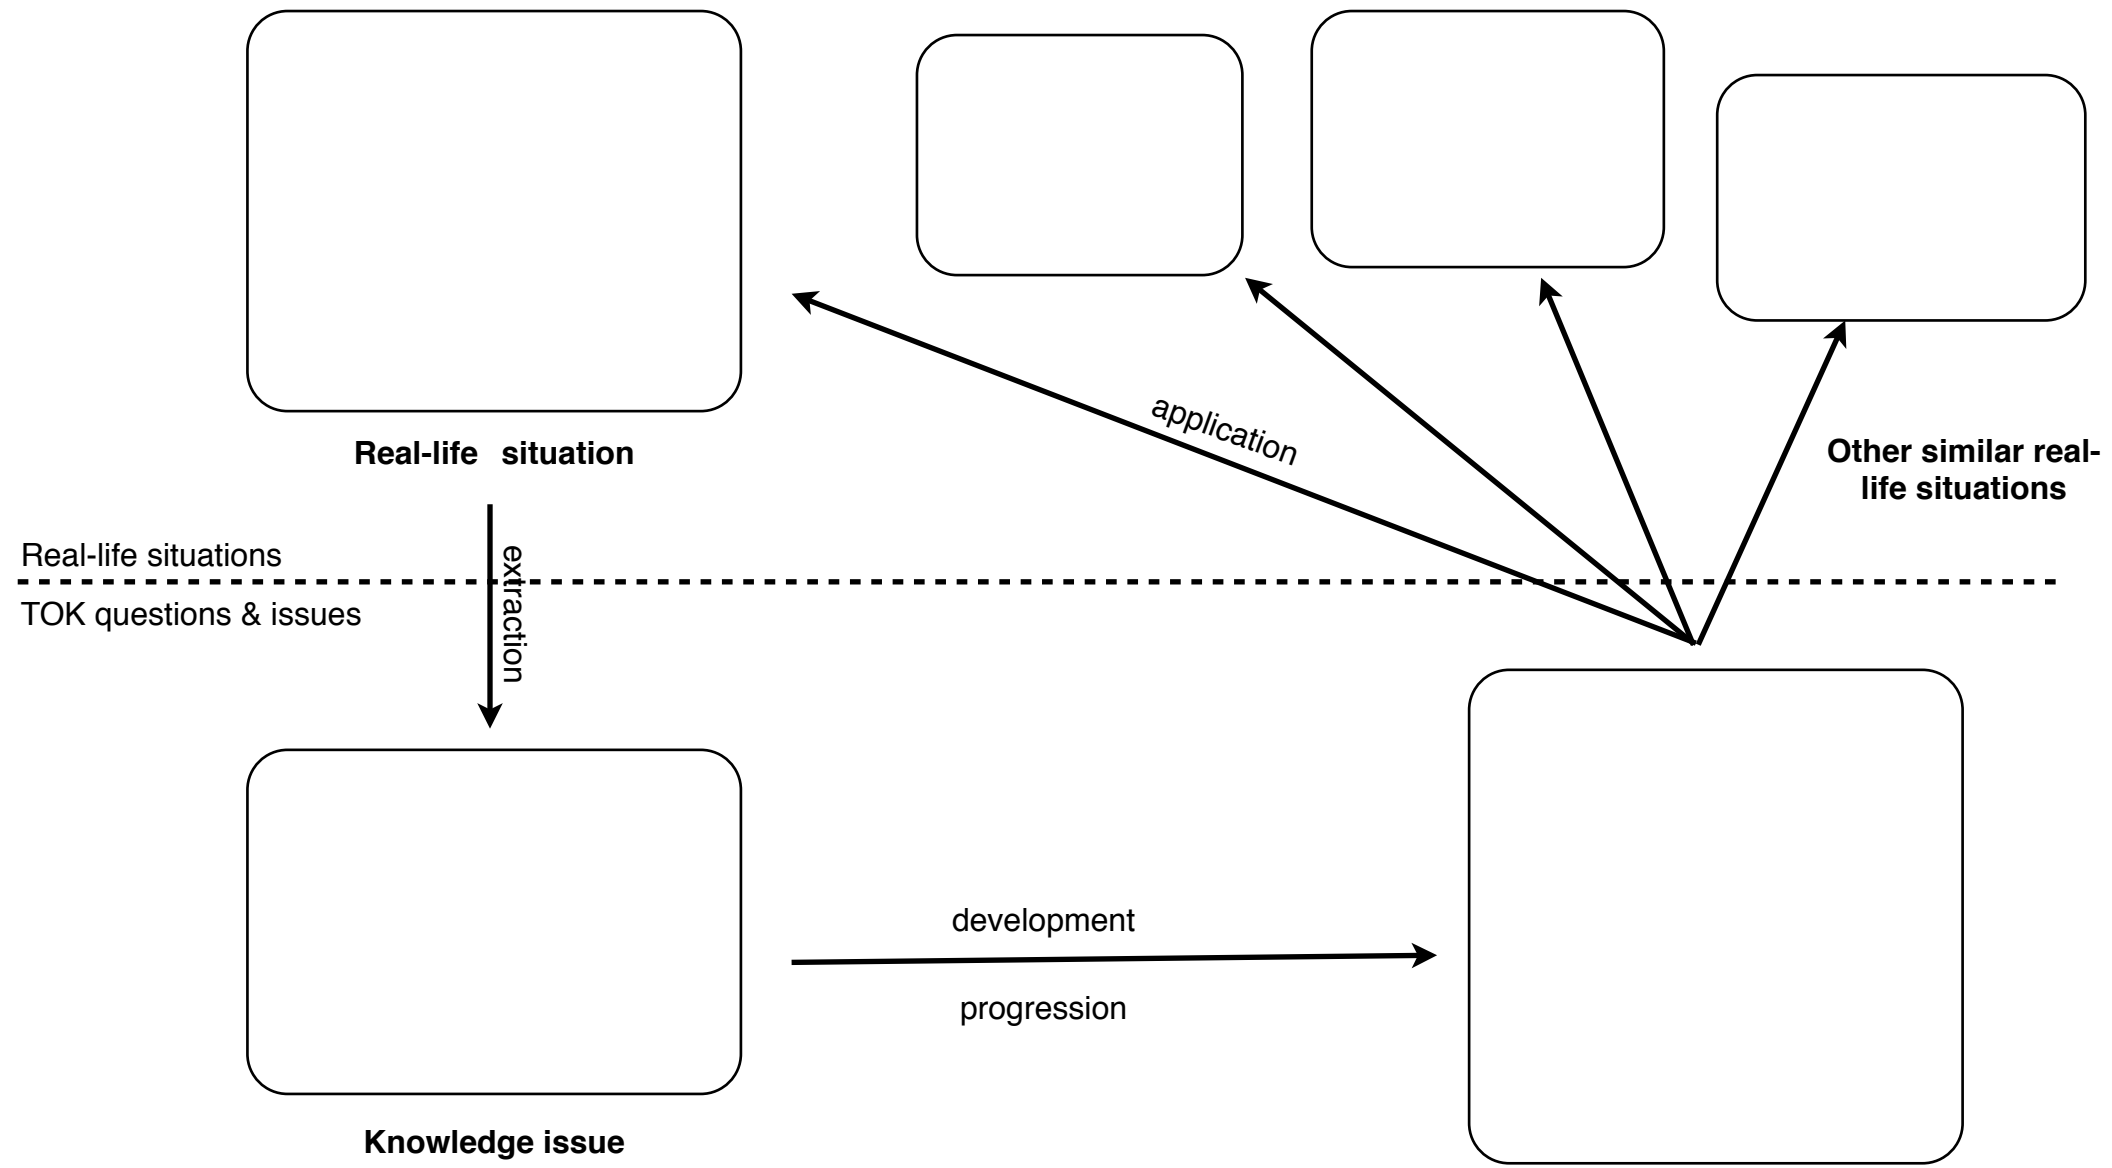 Real-life situation
application
Other similar real-
life situations
Real-life situations
extraction
TOK questions & issues
development
progression
Knowledge issue